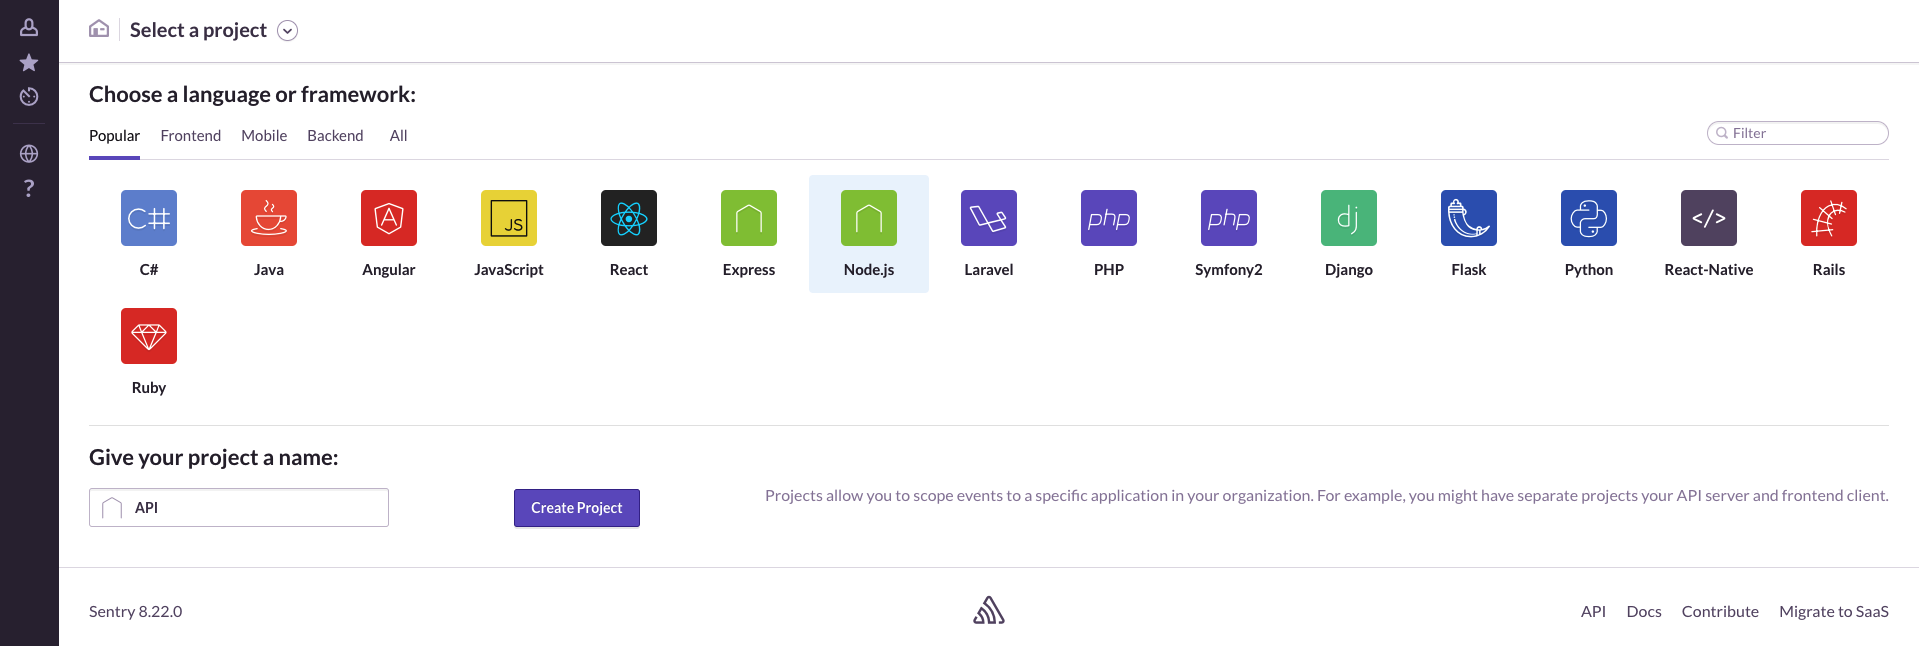 Select a project
Choose a language or framework:
Popular Frontend Mobile Backend All
Filter
C# JS php php dj </>
C# Java Angular JavaScript React Express Node.js Laravel PHP Symfony2 Django Flask Python React-Native Rails
Ruby
Give your project a name:
API
Create Project
Projects allow you to scope events to a specific application in your organization. For example, you might have separate projects your API server and frontend client.
Sentry 8.22.0
API Docs Contribute Migrate to SaaS